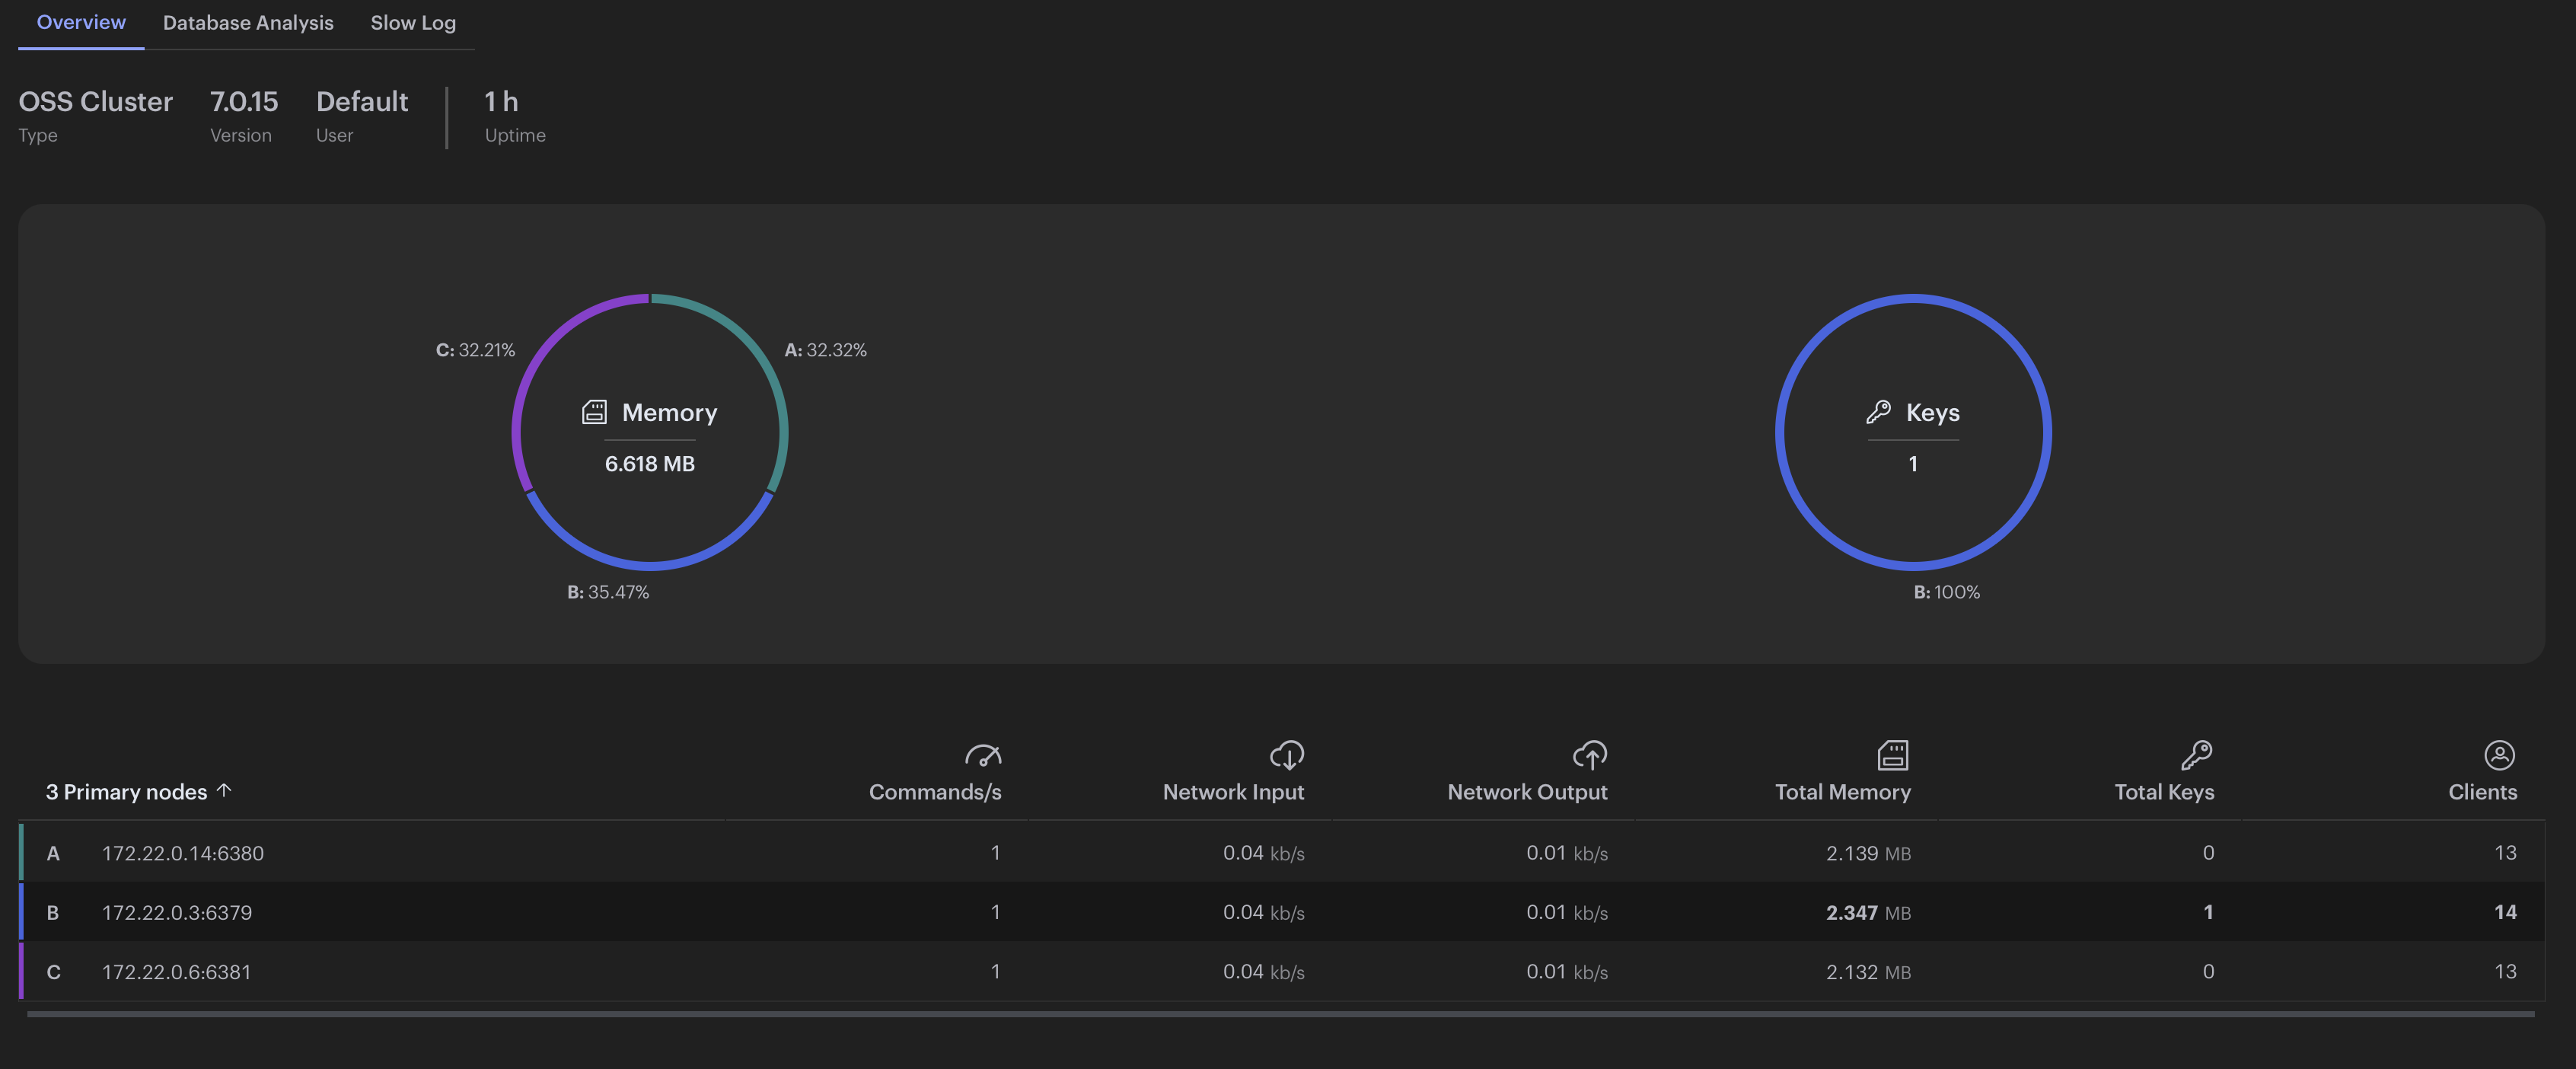 Overview Database Analysis Slow Log
OSS Cluster 7.0.15 Default 1 h
Type Version User Uptime
C: 32.21% A: 32.32%
Memory
6.618 MB
B: 35.47%
Keys
1
B: 100%
3 Primary nodes ↑ Commands/s Network Input Network Output Total Memory Total Keys Clients
A 172.22.0.14:6380 1 0.04 kb/s 0.01 kb/s 2.139 MB 0 13
B 172.22.0.3:6379 1 0.04 kb/s 0.01 kb/s 2.347 MB 1 14
C 172.22.0.6:6381 1 0.04 kb/s 0.01 kb/s 2.132 MB 0 13